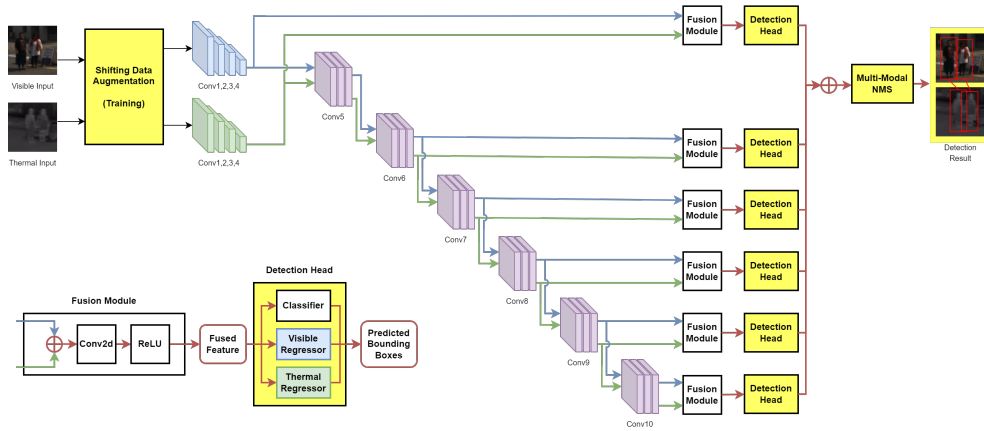 Visible Input
Thermal Input
Shifting Data
Augmentation
(Training)
Conv1,2,3,4
Conv1,2,3,4
Conv5
Conv6
Conv7
Conv8
Conv9
Conv10
Fusion
Module
Detection
Head
Fusion
Module
Detection
Head
Fusion
Module
Detection
Head
Fusion
Module
Detection
Head
Fusion
Module
Detection
Head
Fusion
Module
Detection
Head
Multi-Modal
NMS
Detection
Result
Fusion Module
Conv2d
ReLU
Fused
Feature
Detection Head
Classifier
Visible
Regressor
Thermal
Regressor
Predicted
Bounding
Boxes